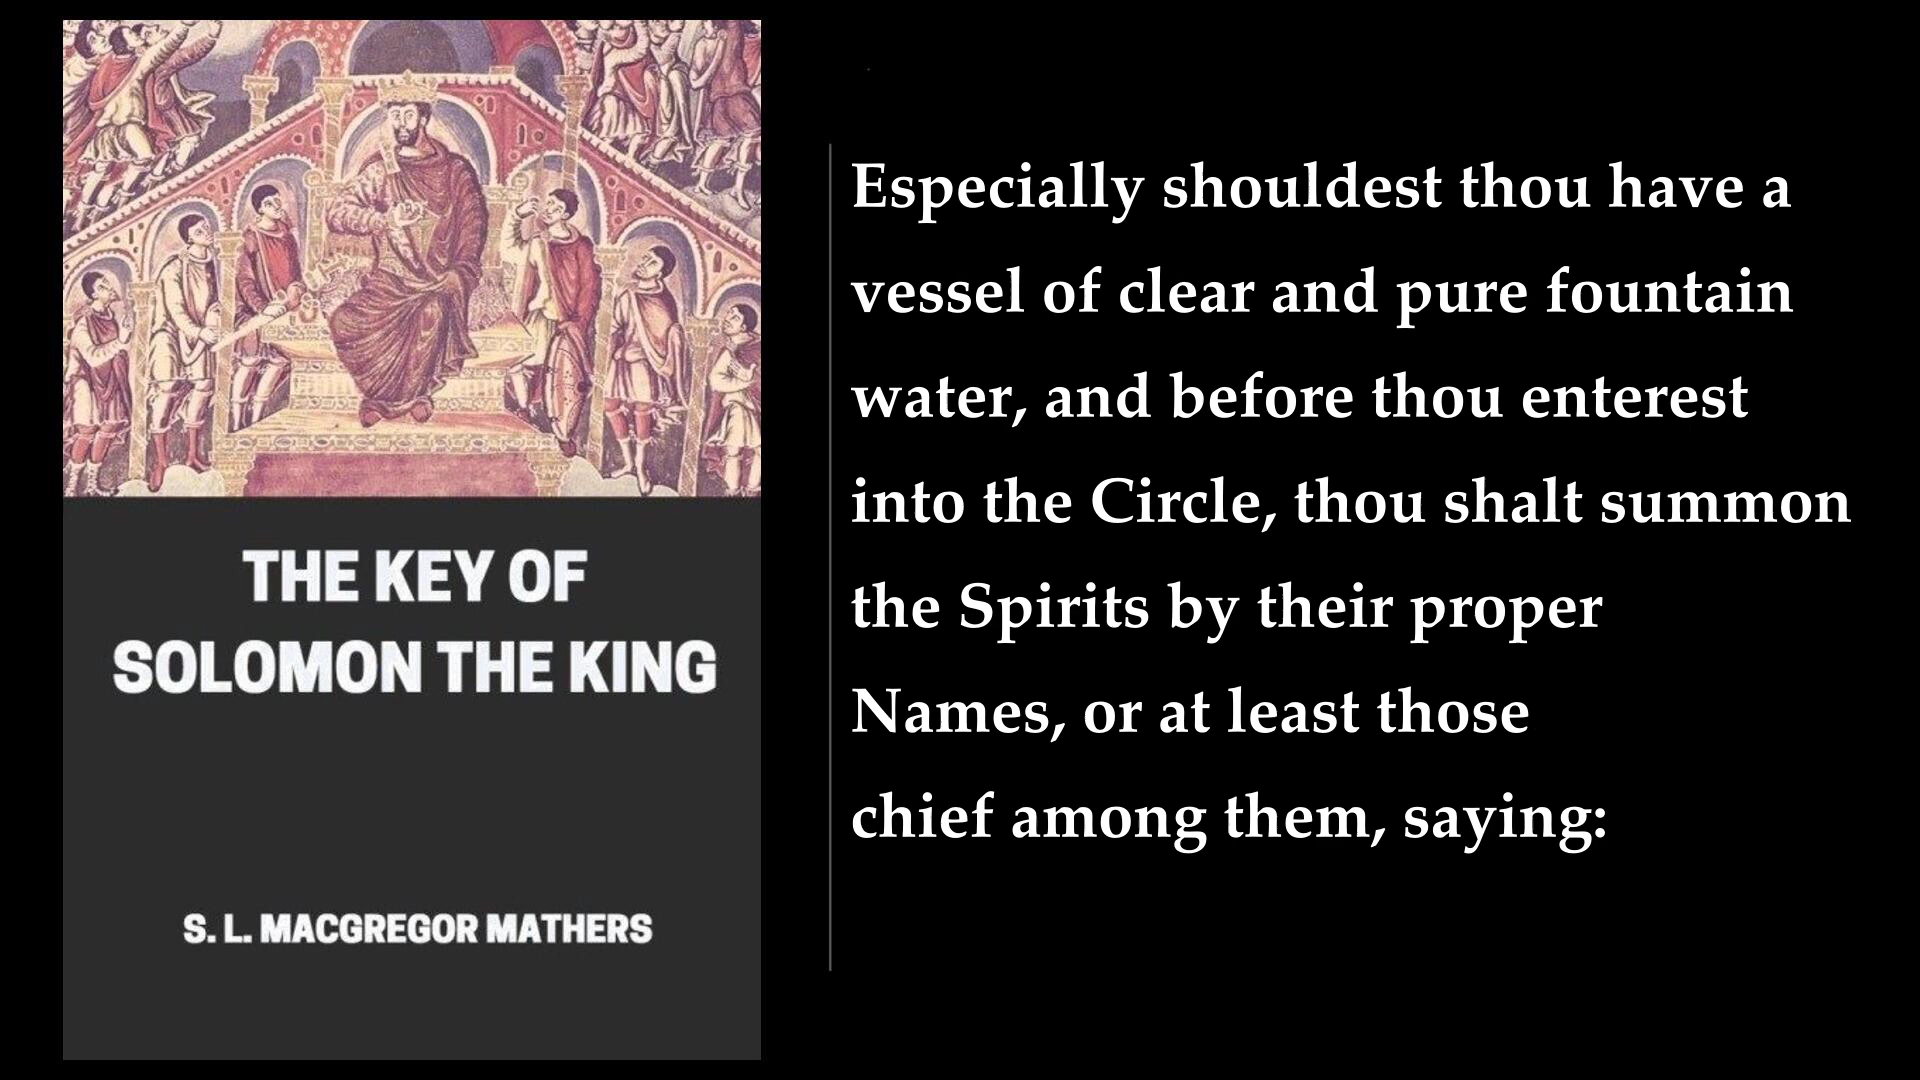 THE KEY OF
SOLOMON THE KING
S. L. MACGREGOR MATHERS
Especially shouldest thou have a
vessel of clear and pure fountain
water, and before thou enterest
into the Circle, thou shalt summon
the Spirits by their proper
Names, or at least those
chief among them, saying: